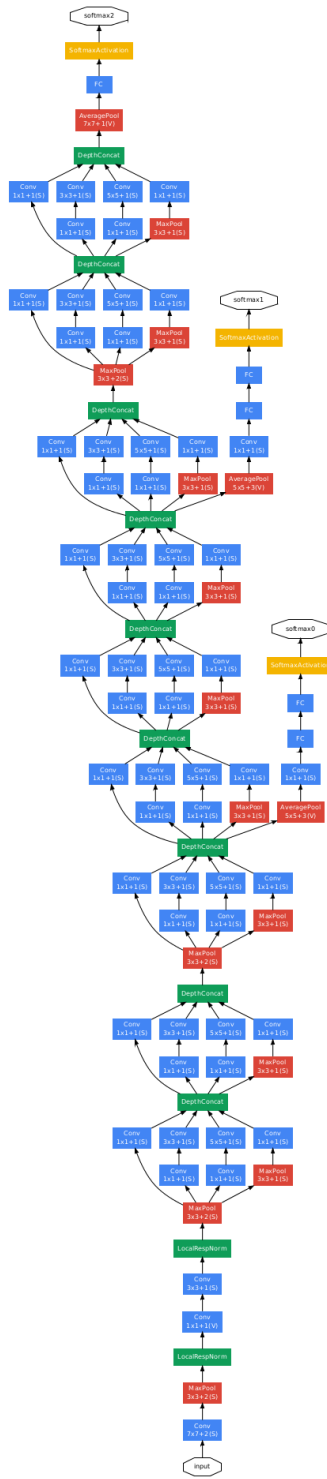 softmax2
SoftmaxActivation
FC
AveragePool
7x7+1(V)
DepthConcat
Conv
1x1+1(S)
Conv
3x3+1(S)
Conv
5x5+1(S)
Conv
1x1+1(S)
Conv
1x1+1(S)
Conv
1x1+1(S)
MaxPool
3x3+1(S)
DepthConcat
Conv
1x1+1(S)
Conv
3x3+1(S)
Conv
5x5+1(S)
Conv
1x1+1(S)
softmax1
Conv
1x1+1(S)
Conv
1x1+1(S)
MaxPool
3x3+1(S)
SoftmaxActivation
MaxPool
3x3+2(S)
FC
DepthConcat
FC
Conv
1x1+1(S)
Conv
3x3+1(S)
Conv
5x5+1(S)
Conv
1x1+1(S)
Conv
1x1+1(S)
Conv
1x1+1(S)
Conv
1x1+1(S)
MaxPool
3x3+1(S)
AveragePool
5x5+3(V)
DepthConcat
Conv
1x1+1(S)
Conv
3x3+1(S)
Conv
5x5+1(S)
Conv
1x1+1(S)
Conv
1x1+1(S)
Conv
1x1+1(S)
MaxPool
3x3+1(S)
DepthConcat
softmax0
Conv
1x1+1(S)
Conv
3x3+1(S)
Conv
5x5+1(S)
Conv
1x1+1(S)
SoftmaxActivation
Conv
1x1+1(S)
Conv
1x1+1(S)
MaxPool
3x3+1(S)
FC
DepthConcat
FC
Conv
1x1+1(S)
Conv
3x3+1(S)
Conv
5x5+1(S)
Conv
1x1+1(S)
Conv
1x1+1(S)
Conv
1x1+1(S)
Conv
1x1+1(S)
MaxPool
3x3+1(S)
AveragePool
5x5+3(V)
DepthConcat
Conv
1x1+1(S)
Conv
3x3+1(S)
Conv
5x5+1(S)
Conv
1x1+1(S)
Conv
1x1+1(S)
Conv
1x1+1(S)
MaxPool
3x3+1(S)
MaxPool
3x3+2(S)
DepthConcat
Conv
1x1+1(S)
Conv
3x3+1(S)
Conv
5x5+1(S)
Conv
1x1+1(S)
Conv
1x1+1(S)
Conv
1x1+1(S)
MaxPool
3x3+1(S)
DepthConcat
Conv
1x1+1(S)
Conv
3x3+1(S)
Conv
5x5+1(S)
Conv
1x1+1(S)
Conv
1x1+1(S)
Conv
1x1+1(S)
MaxPool
3x3+1(S)
MaxPool
3x3+2(S)
LocalRespNorm
Conv
3x3+1(S)
Conv
1x1+1(V)
LocalRespNorm
MaxPool
3x3+2(S)
Conv
7x7+2(S)
input